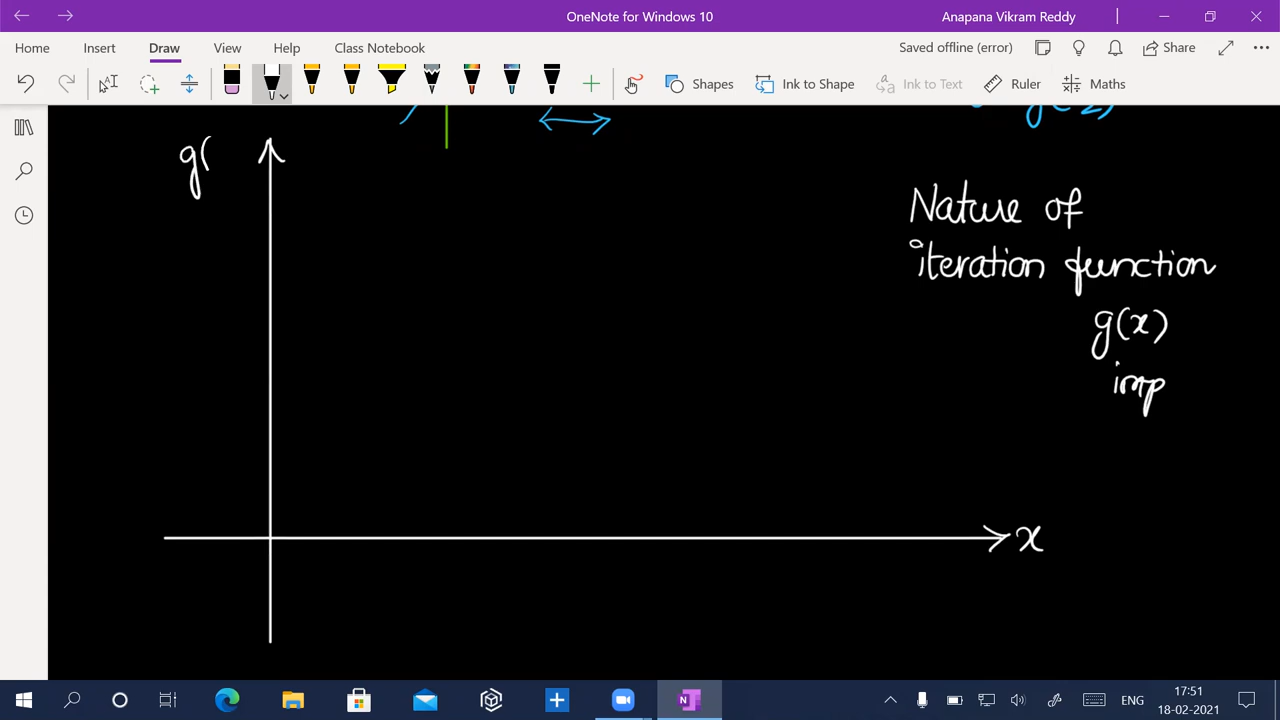 OneNote for Windows 10
Anapana Vikram Reddy
Home Insert Draw View Help Class Notebook
Saved offline (error)
Share
Shapes
Ink to Shape
Ink to Text
Ruler
Maths
g(
Nature of
iteration function
g(x)
imp
x
ENG
17:51
18-02-2021